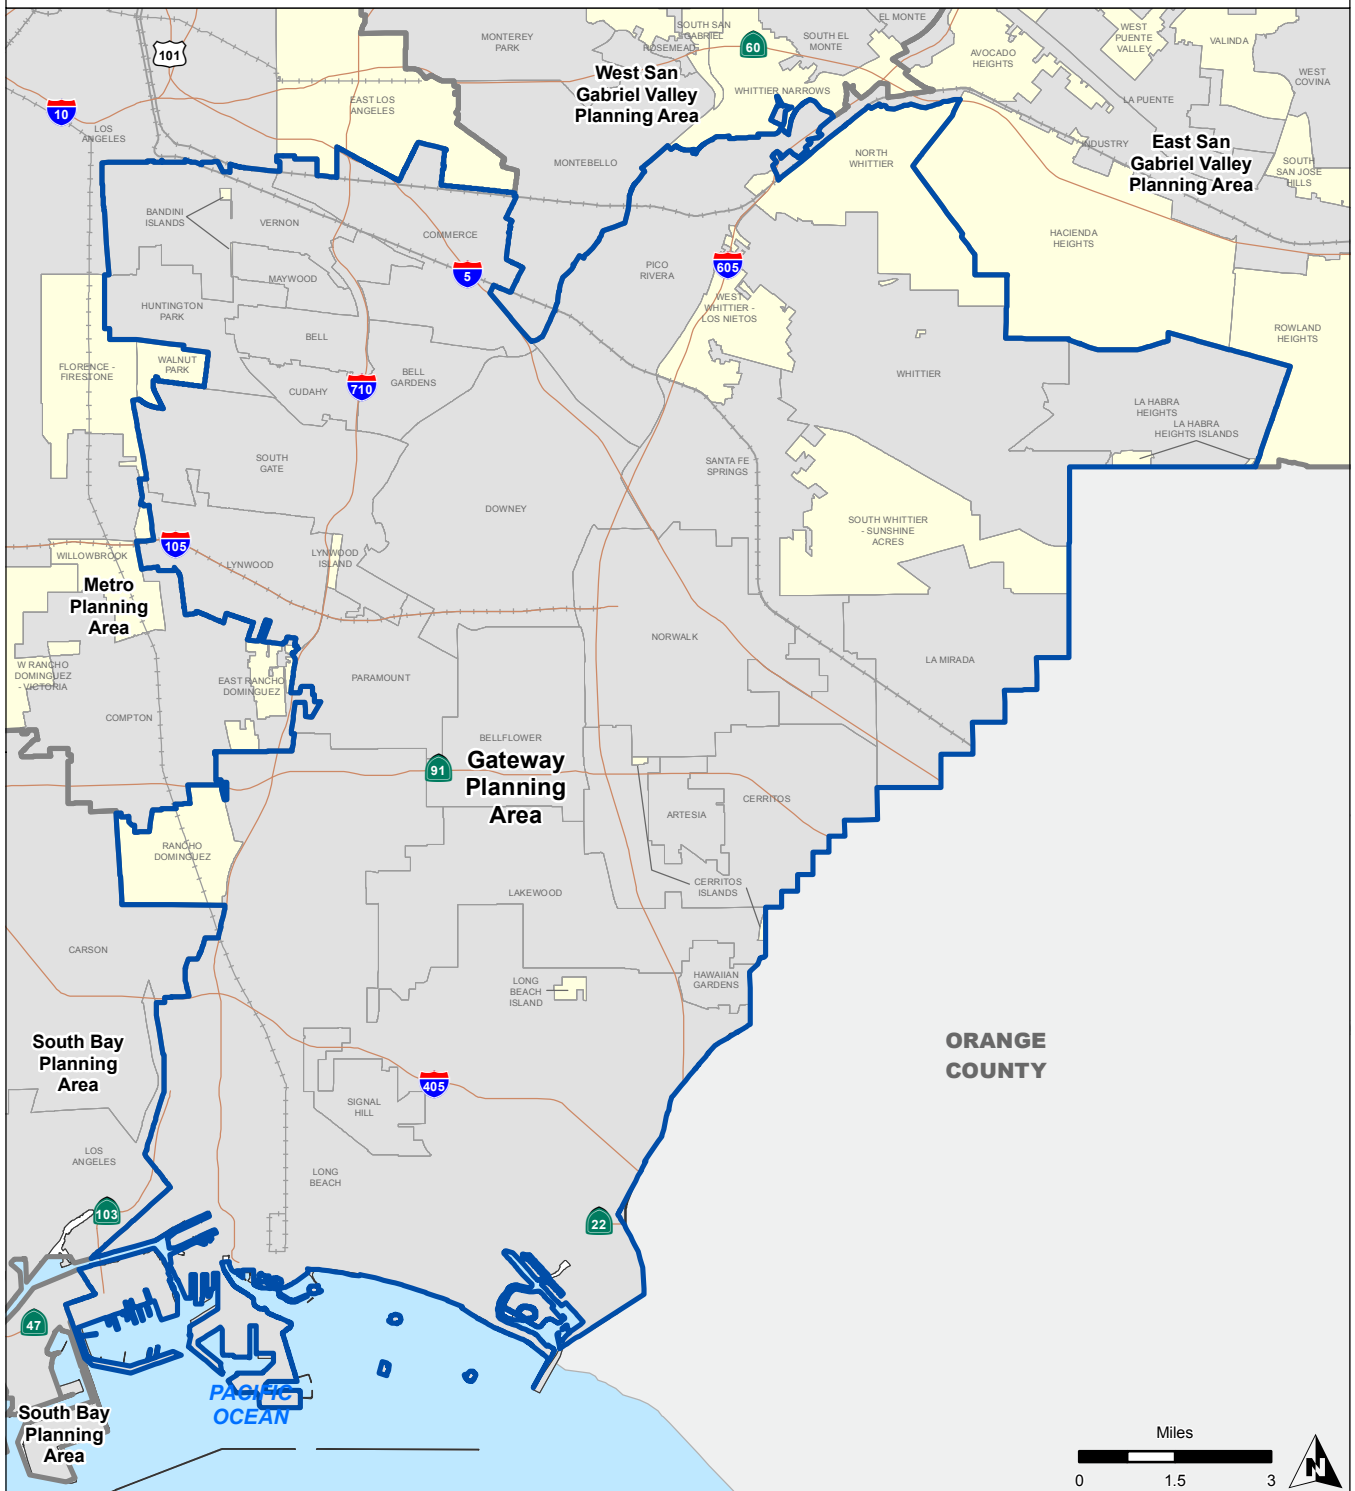 101
10
LOS
ANGELES
EAST LOS
ANGELES
MONTEREY
PARK
SOUTH SAN
GABRIEL
ROSEMEAD
60
SOUTH EL
MONTE
EL MONTE
West San
Gabriel Valley
Planning Area
WHITTIER NARROWS
AVOCADO
HEIGHTS
WEST
PUENTE
VALLEY
VALINDA
WEST
COVINA
LA PUENTE
INDUSTRY
East San
Gabriel Valley
Planning Area
SOUTH
SAN JOSE
HILLS
MONTEBELLO
NORTH
WHITTIER
HACIENDA
HEIGHTS
ROWLAND
HEIGHTS
BANDINI
ISLANDS
VERNON
COMMERCE
5
MAYWOOD
HUNTINGTON
PARK
BELL
PICO
RIVERA
605
WEST
WHITTIER -
LOS NIETOS
FLORENCE -
FIRESTONE
WALNUT
PARK
CUDAHY
710
BELL
GARDENS
WHITTIER
LA HABRA
HEIGHTS
LA HABRA
HEIGHTS ISLANDS
SOUTH
GATE
SANTA FE
SPRINGS
DOWNEY
SOUTH WHITTIER
- SUNSHINE
ACRES
105
WILLOWBROOK
LYNWOOD
LYNWOOD
ISLAND
Metro
Planning
Area
NORWALK
LA MIRADA
W RANCHO
DOMINGUEZ
- VICTORIA
EAST RANCHO
DOMINGUEZ
PARAMOUNT
COMPTON
BELLFLOWER
91
Gateway
Planning
Area
CERRITOS
ARTESIA
RANCHO
DOMINGUEZ
CERRITOS
ISLANDS
LAKEWOOD
CARSON
HAWAIIAN
GARDENS
LONG
BEACH
ISLAND
South Bay
Planning
Area
ORANGE
COUNTY
405
SIGNAL
HILL
LOS
ANGELES
LONG
BEACH
103
22
47
PACIFIC
OCEAN
South Bay
Planning
Area
Miles
0 1.5 3
N